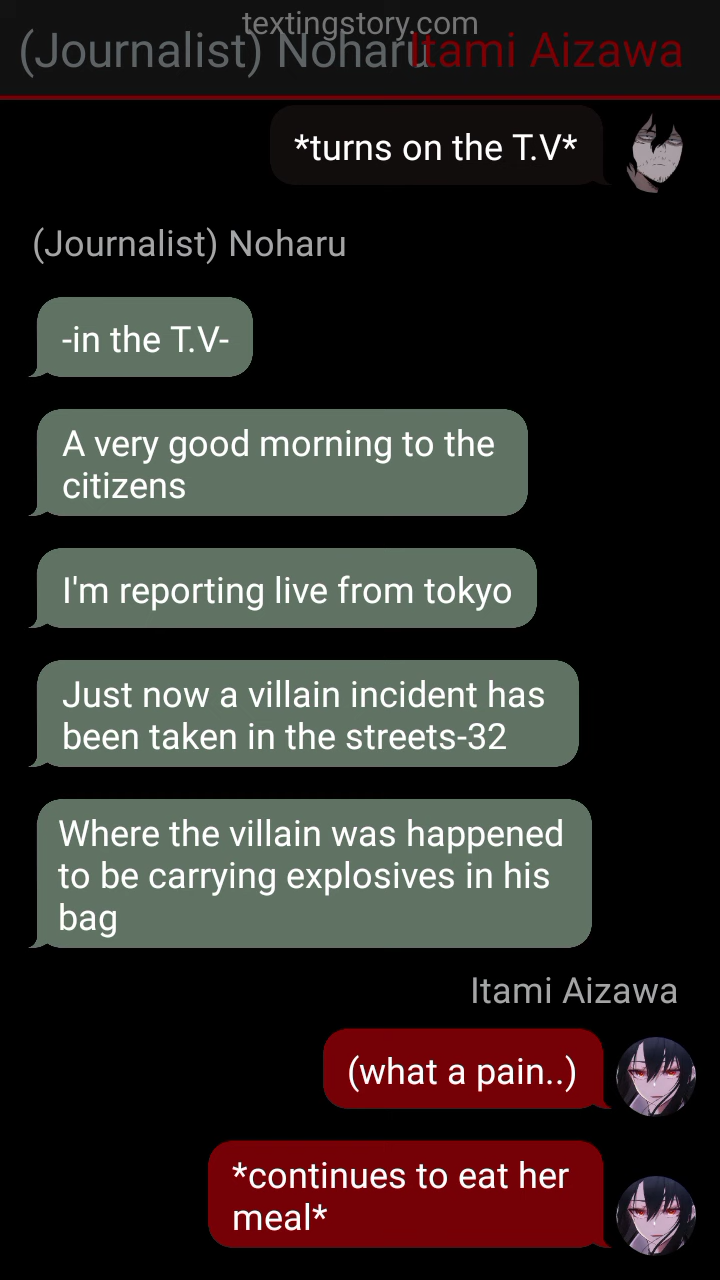 textingstory.com
(Journalist) Noharu
Itami Aizawa
*turns on the T.V*
(Journalist) Noharu
-in the T.V-
A very good morning to the
citizens
I'm reporting live from tokyo
Just now a villain incident has
been taken in the streets-32
Where the villain was happened
to be carrying explosives in his
bag
Itami Aizawa
(what a pain..)
*continues to eat her
meal*